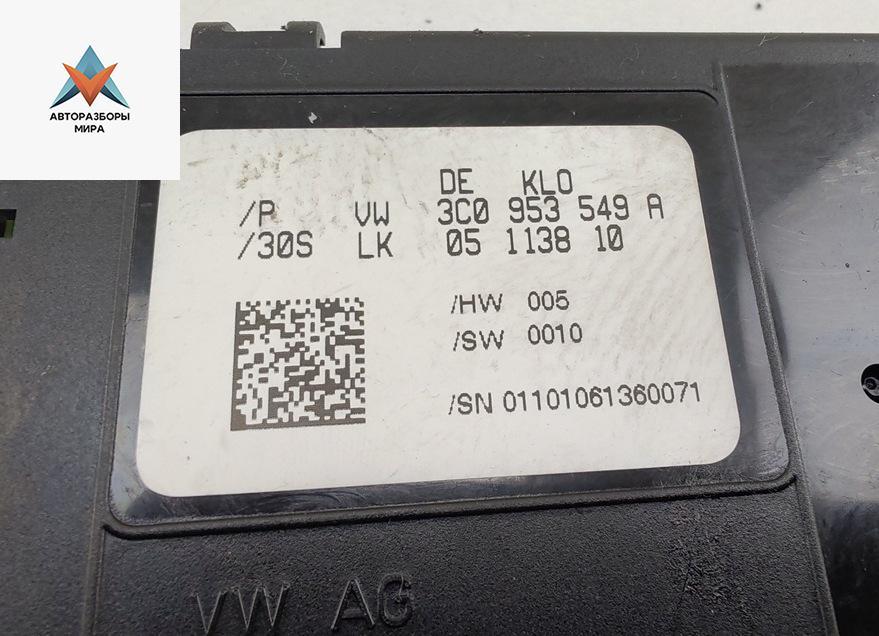 АВТОРАЗБОРЫ
МИРА
DE KLO
/P VW 3C0 953 549 A
/30S LK 05 1138 10
/HW 005
/SW 0010
/SN 01101061360071
VW AG